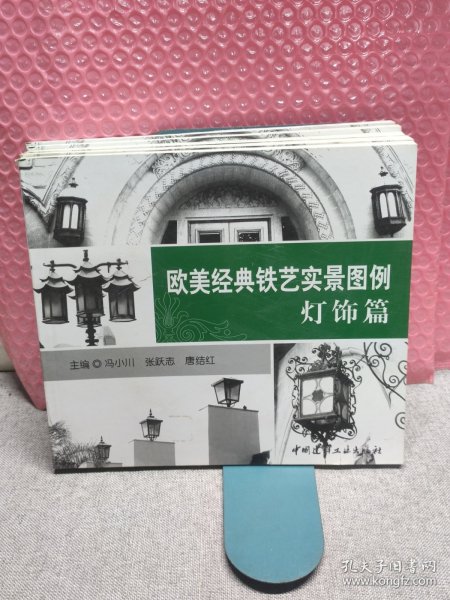 欧美经典铁艺实景图例
灯饰篇
主编◎冯小川 张跃志 唐结红
中国建筑工业出版社
孔夫子旧书网
www.kongfz.com